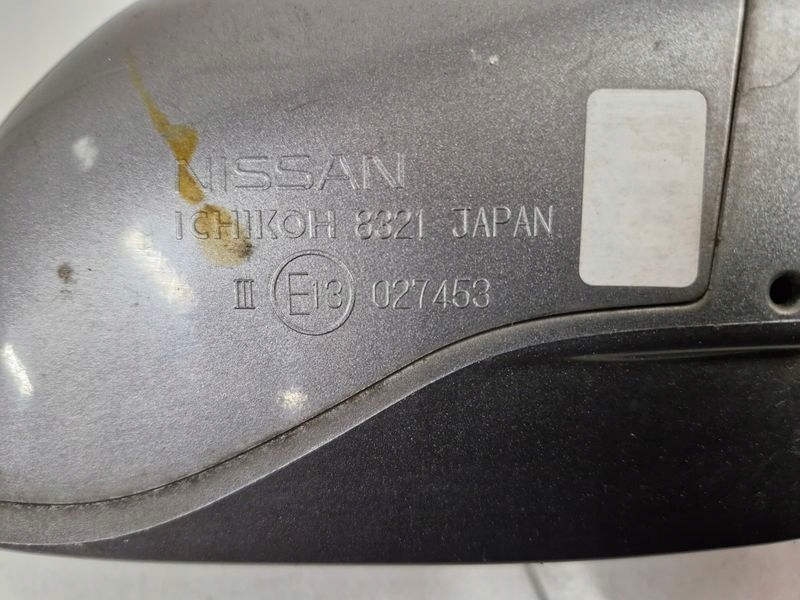 NISSAN
ICHIKOH 8321 JAPAN
III E13 027453